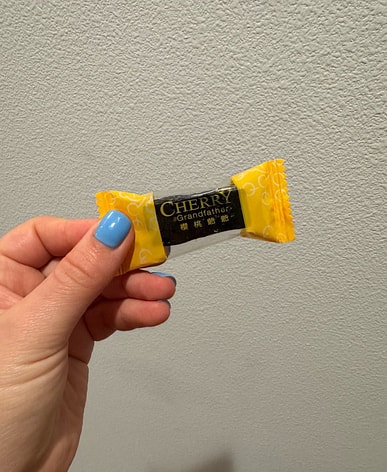 CHERRY
Grandfather
櫻桃爺爺